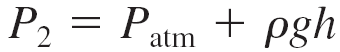 P₂ = Pₐₜₘ + ρgh